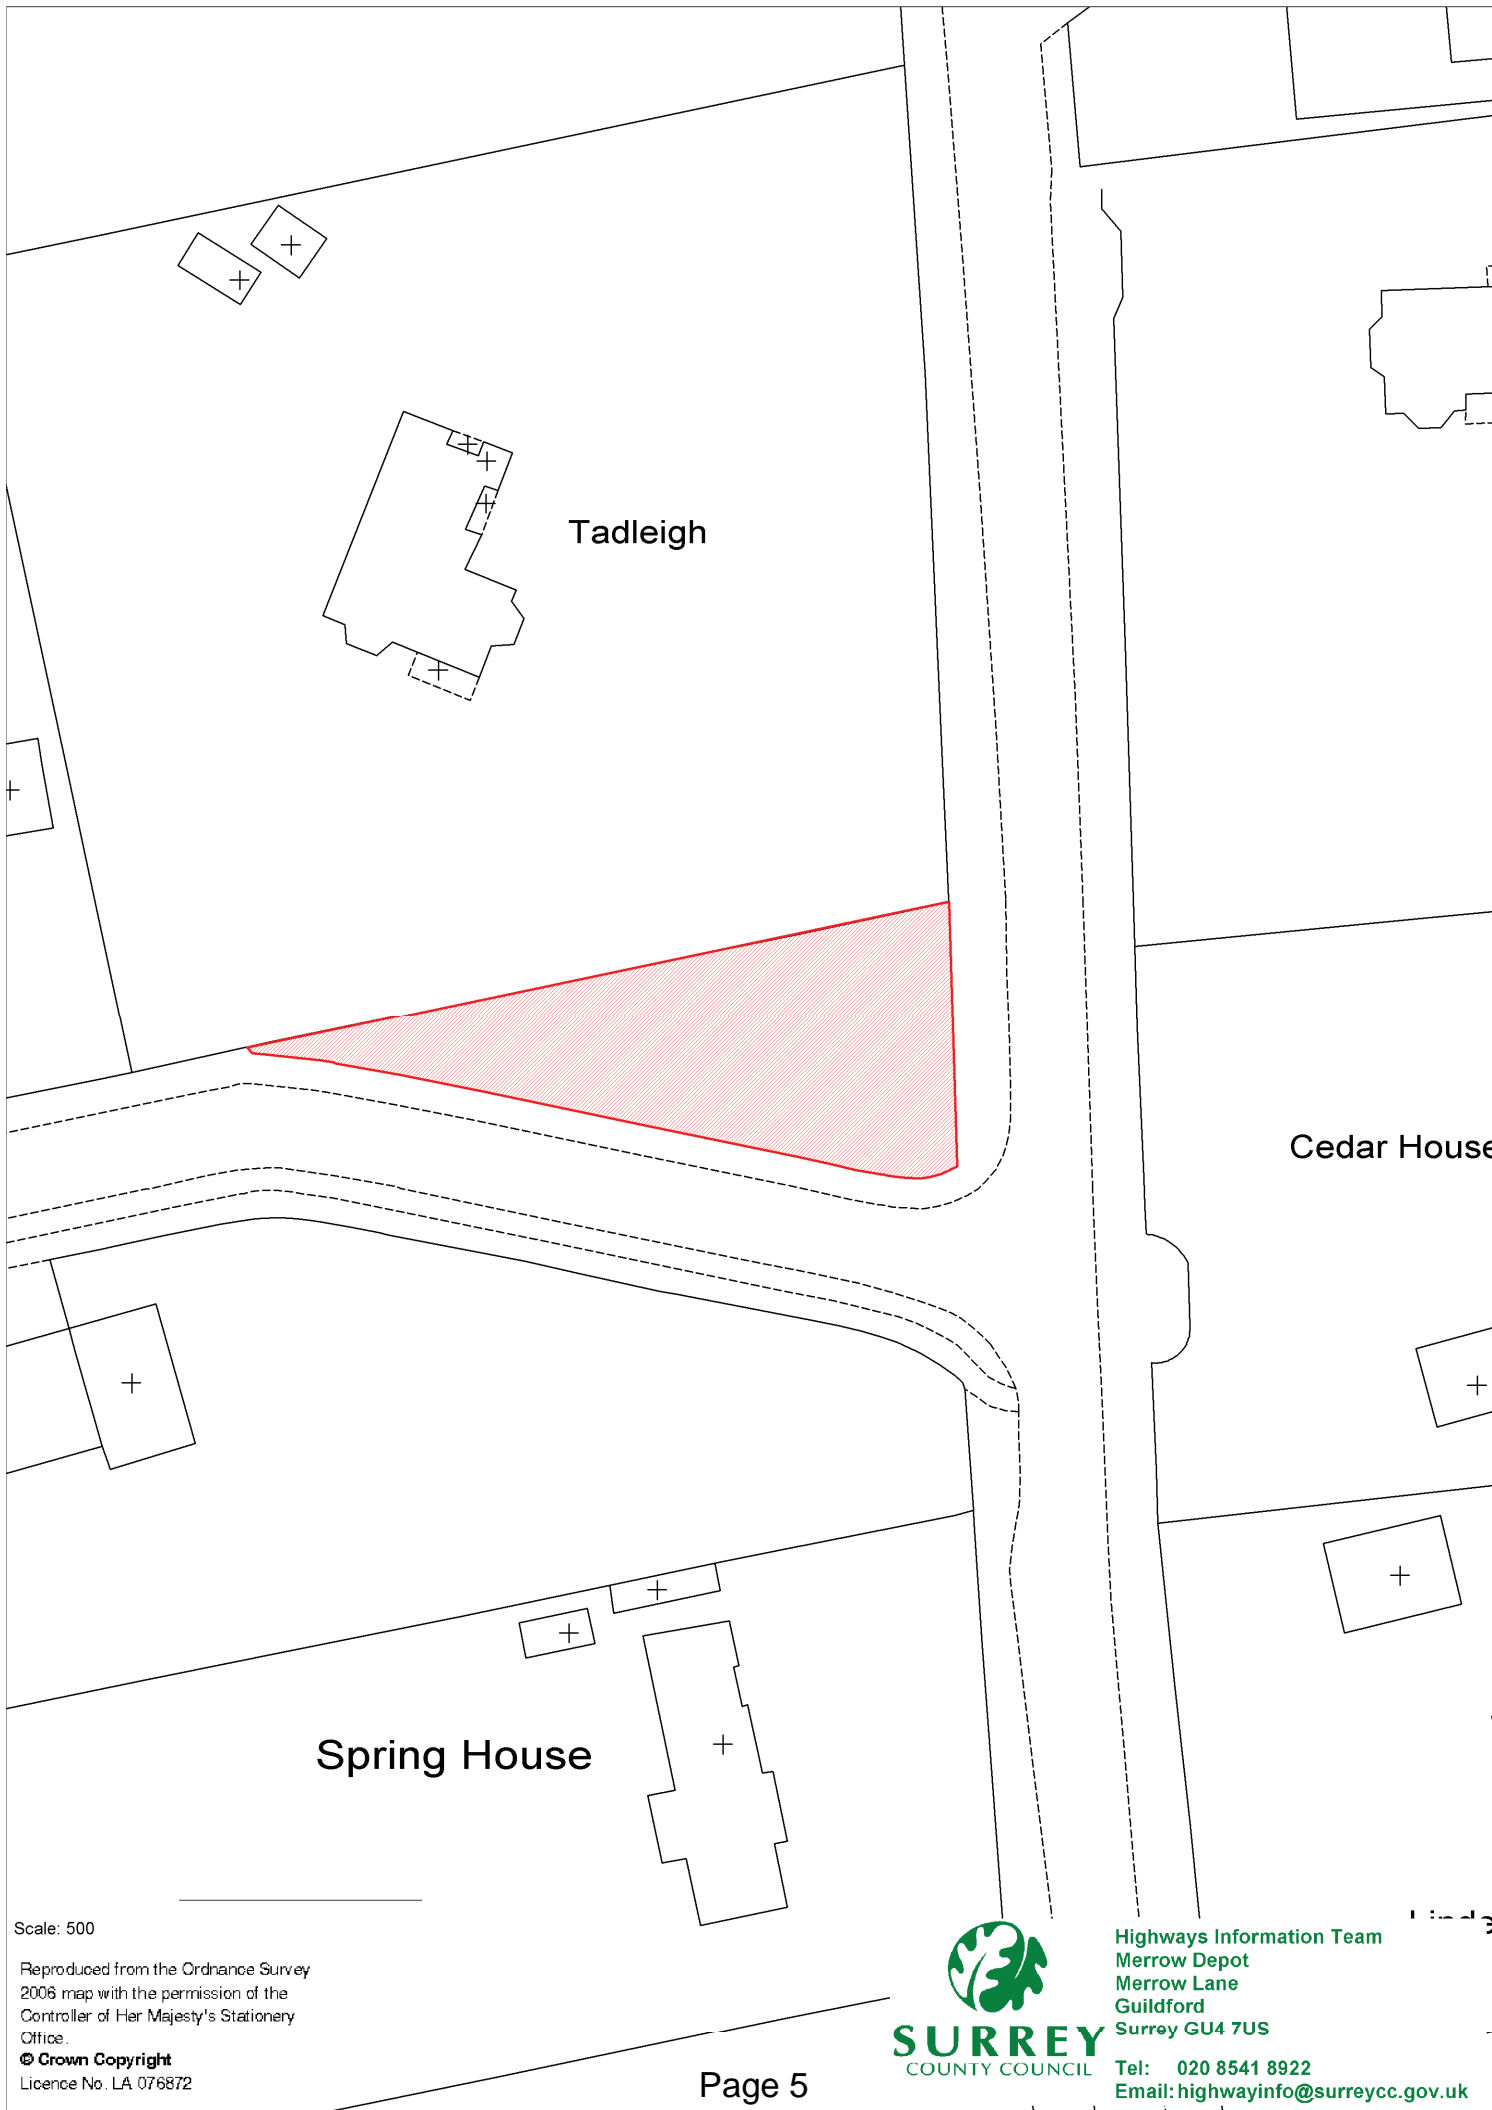 Tadleigh
Cedar House
Spring House
Scale: 500
Reproduced from the Ordnance Survey
2006 map with the permission of the
Controller of Her Majesty's Stationery
Office.
© Crown Copyright
Licence No. LA 076872
Page 5
SURREY
COUNTY COUNCIL
Highways Information Team
Merrow Depot
Merrow Lane
Guildford
Surrey GU4 7US
Tel: 020 8541 8922
Email: highwayinfo@surreycc.gov.uk